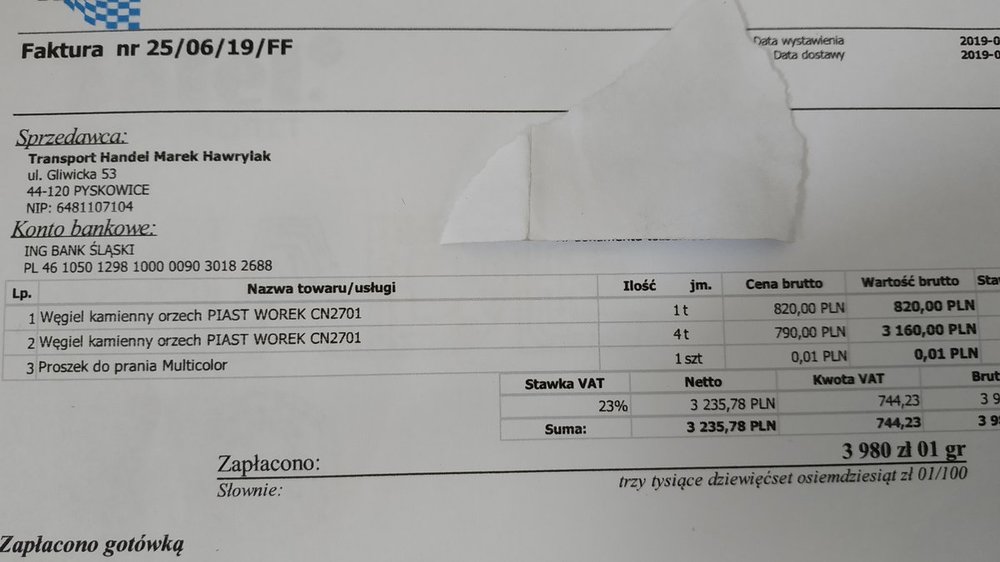 Faktura nr 25/06/19/FF
Data wystawienia 2019-0
Data dostawy 2019-0
Sprzedawca:
Transport Handel Marek Hawrylak
ul. Gliwicka 53
44-120 PYSKOWICE
NIP: 6481107104
Konto bankowe:
ING BANK ŚLĄSKI
PL 46 1050 1298 1000 0090 3018 2688
Lp. Nazwa towaru/usługi Ilość jm. Cena brutto Wartość brutto Sta
1 Węgiel kamienny orzech PIAST WOREK CN2701 1 t 820,00 PLN 820,00 PLN
2 Węgiel kamienny orzech PIAST WOREK CN2701 4 t 790,00 PLN 3 160,00 PLN
3 Proszek do prania Multicolor 1 szt 0,01 PLN 0,01 PLN
Stawka VAT Netto Kwota VAT Brut
23% 3 235,78 PLN 744,23 3 9
Suma: 3 235,78 PLN 744,23 3 98
Zapłacono: 3 980 zł 01 gr
Słownie: trzy tysiące dziewięćset osiemdziesiąt zł 01/100
Zapłacono gotówką